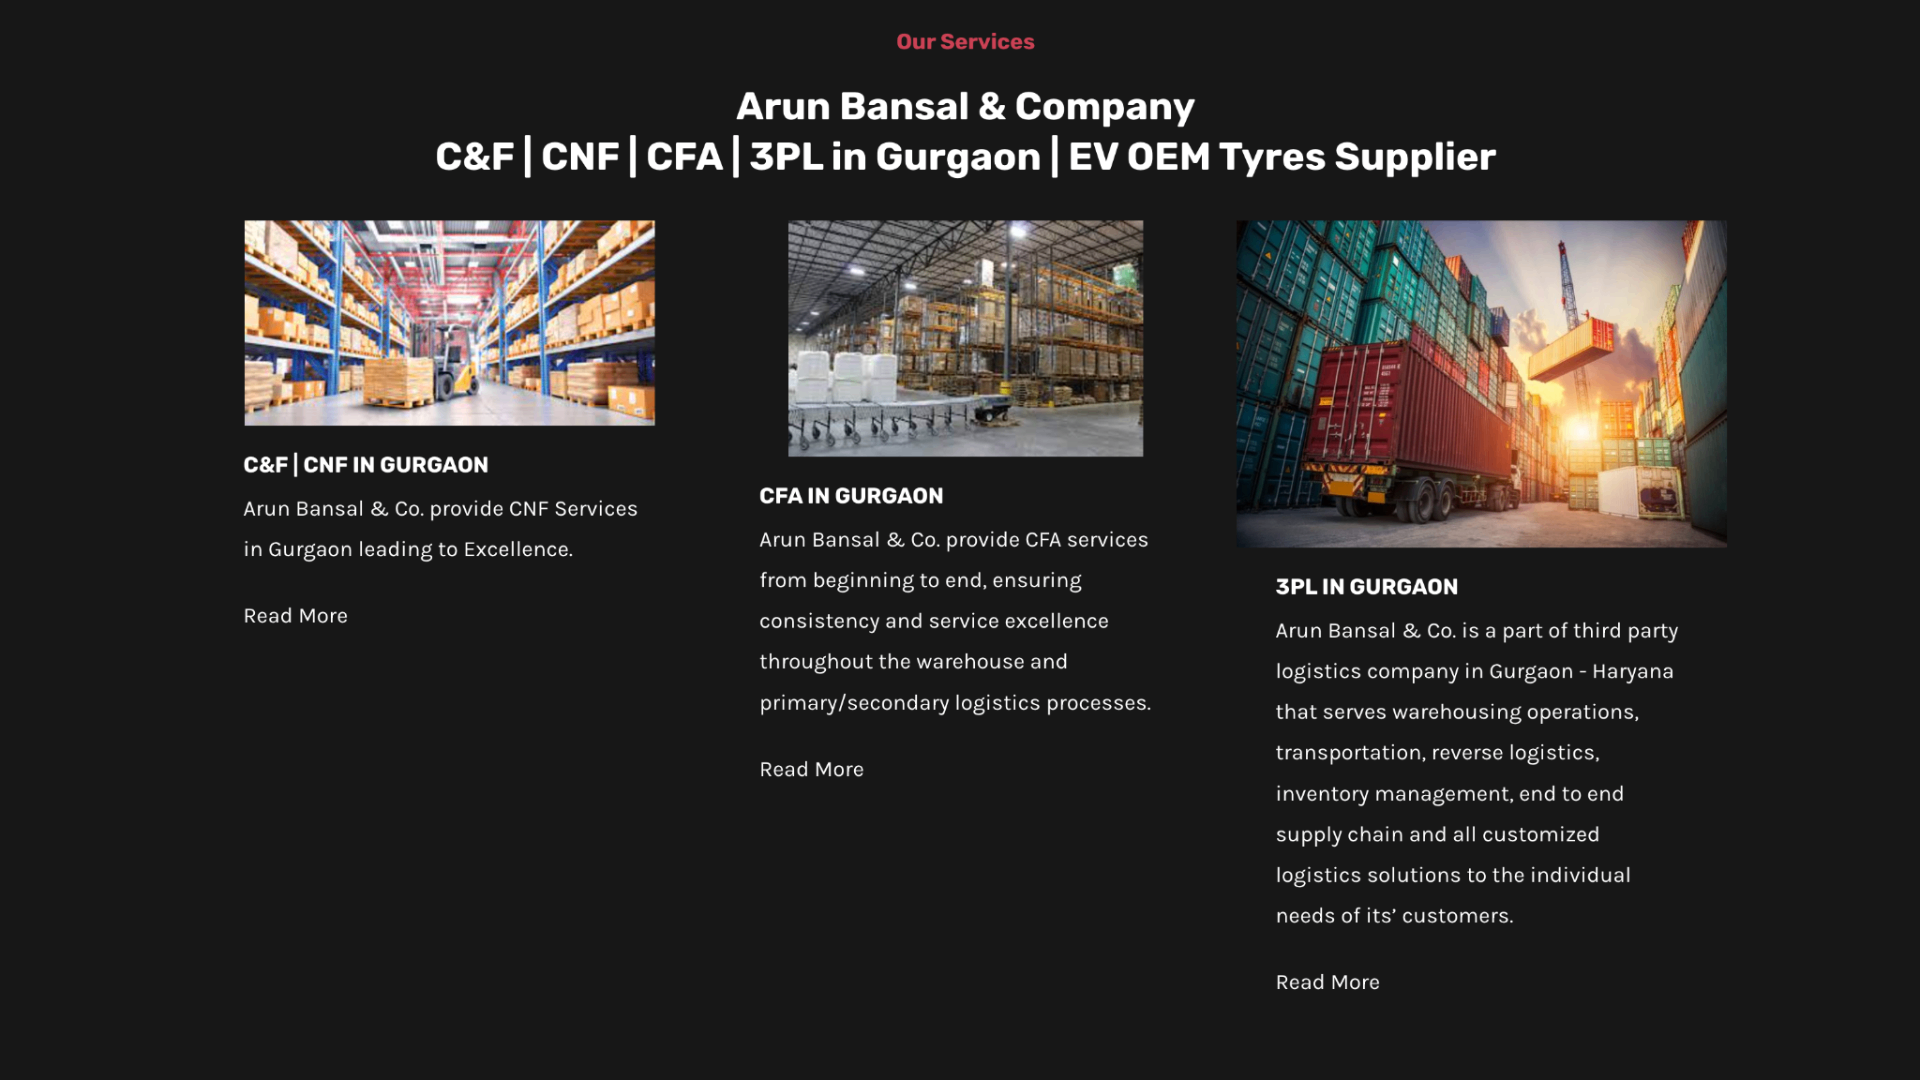 Our Services
Arun Bansal & Company
C&F | CNF | CFA | 3PL in Gurgaon | EV OEM Tyres Supplier
C&F | CNF IN GURGAON
Arun Bansal & Co. provide CNF Services
in Gurgaon leading to Excellence.
Read More
CFA IN GURGAON
Arun Bansal & Co. provide CFA services
from beginning to end, ensuring
consistency and service excellence
throughout the warehouse and
primary/secondary logistics processes.
Read More
3PL IN GURGAON
Arun Bansal & Co. is a part of third party
logistics company in Gurgaon - Haryana
that serves warehousing operations,
transportation, reverse logistics,
inventory management, end to end
supply chain and all customized
logistics solutions to the individual
needs of its’ customers.
Read More